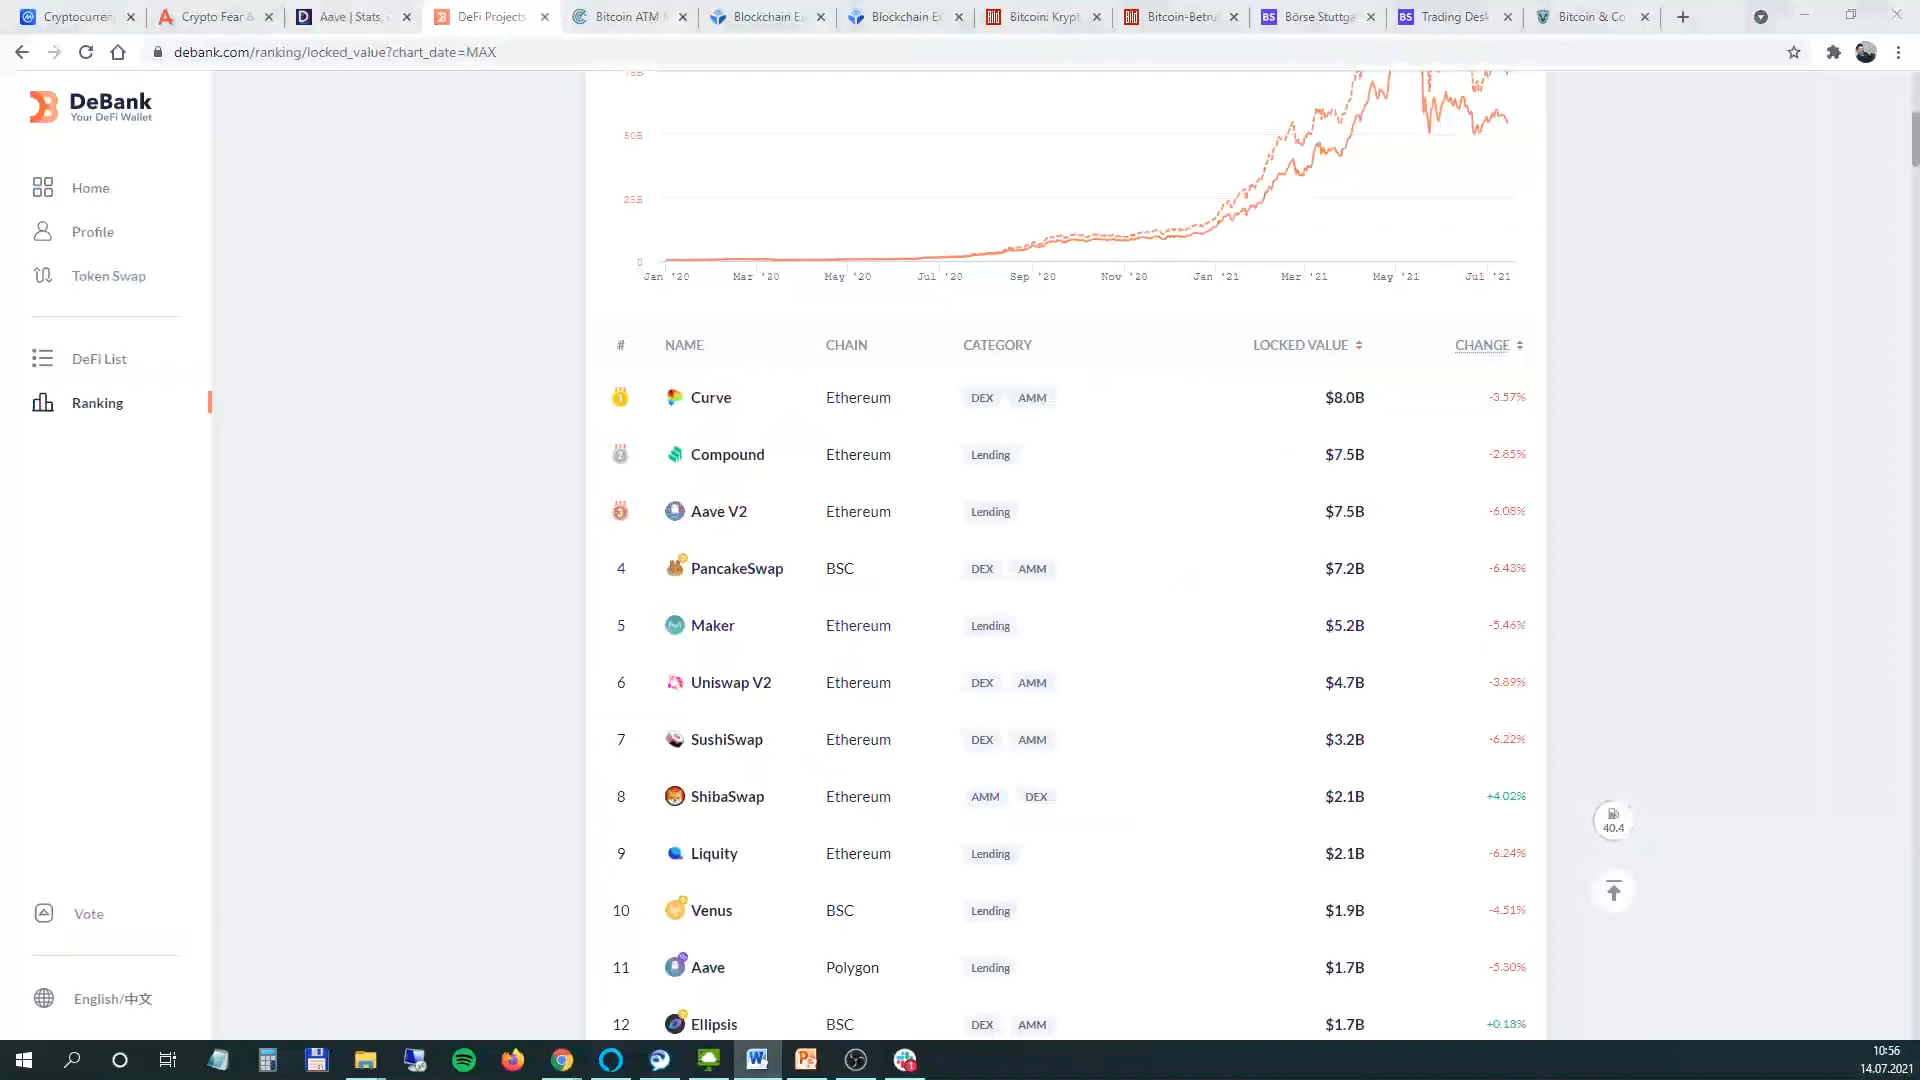 Cryptocurren
Crypto Fear &
Aave | Stats,
DeFi Projects
Bitcoin ATM
Blockchain Ex
Blockchain Ex
Bitcoin: Krypt
Bitcoin-Betru
Börse Stuttga
Trading Desk
Bitcoin & Co
debank.com/ranking/locked_value?chart_date=MAX
DeBank
Your DeFi Wallet
Home
Profile
Token Swap
DeFi List
Ranking
Vote
English/中文
75B
50B
25B
0
Jan '20 Mar '20 May '20 Jul '20 Sep '20 Nov '20 Jan '21 Mar '21 May '21 Jul '21
# NAME CHAIN CATEGORY LOCKED VALUE CHANGE
1 Curve Ethereum DEX AMM $8.0B -3.57%
2 Compound Ethereum Lending $7.5B -2.85%
3 Aave V2 Ethereum Lending $7.5B -6.08%
4 PancakeSwap BSC DEX AMM $7.2B -6.43%
5 Maker Ethereum Lending $5.2B -5.46%
6 Uniswap V2 Ethereum DEX AMM $4.7B -3.89%
7 SushiSwap Ethereum DEX AMM $3.2B -6.22%
8 ShibaSwap Ethereum AMM DEX $2.1B +4.02%
9 Liquity Ethereum Lending $2.1B -6.24%
10 Venus BSC Lending $1.9B -4.51%
11 Aave Polygon Lending $1.7B -5.30%
12 Ellipsis BSC DEX AMM $1.7B +0.18%
40.4
10:56
14.07.2021